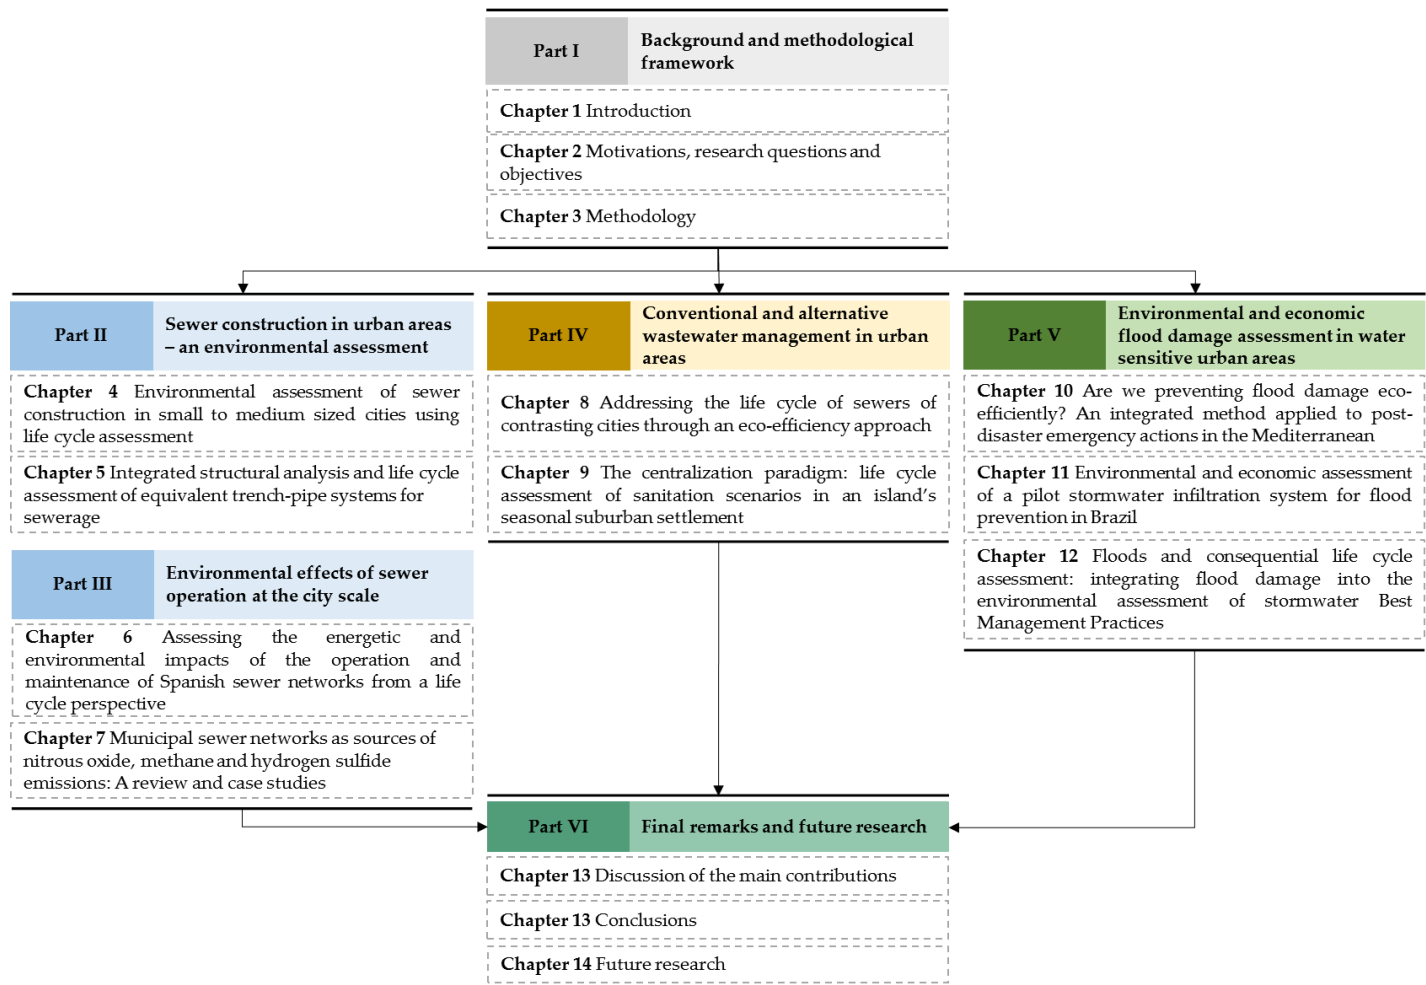 Part I
Background and methodological
framework
Chapter 1 Introduction
Chapter 2 Motivations, research questions and
objectives
Chapter 3 Methodology
Part II
Sewer construction in urban areas
– an environmental assessment
Chapter 4 Environmental assessment of sewer
construction in small to medium sized cities using
life cycle assessment
Chapter 5 Integrated structural analysis and life cycle
assessment of equivalent trench-pipe systems for
sewerage
Part III
Environmental effects of sewer
operation at the city scale
Chapter 6 Assessing the energetic and
environmental impacts of the operation and
maintenance of Spanish sewer networks from a life
cycle perspective
Chapter 7 Municipal sewer networks as sources of
nitrous oxide, methane and hydrogen sulfide
emissions: A review and case studies
Part IV
Conventional and alternative
wastewater management in urban
areas
Chapter 8 Addressing the life cycle of sewers of
contrasting cities through an eco-efficiency approach
Chapter 9 The centralization paradigm: life cycle
assessment of sanitation scenarios in an island's
seasonal suburban settlement
Part V
Environmental and economic
flood damage assessment in water
sensitive urban areas
Chapter 10 Are we preventing flood damage eco-
efficiently? An integrated method applied to post-
disaster emergency actions in the Mediterranean
Chapter 11 Environmental and economic assessment
of a pilot stormwater infiltration system for flood
prevention in Brazil
Chapter 12 Floods and consequential life cycle
assessment: integrating flood damage into the
environmental assessment of stormwater Best
Management Practices
Part VI
Final remarks and future research
Chapter 13 Discussion of the main contributions
Chapter 13 Conclusions
Chapter 14 Future research